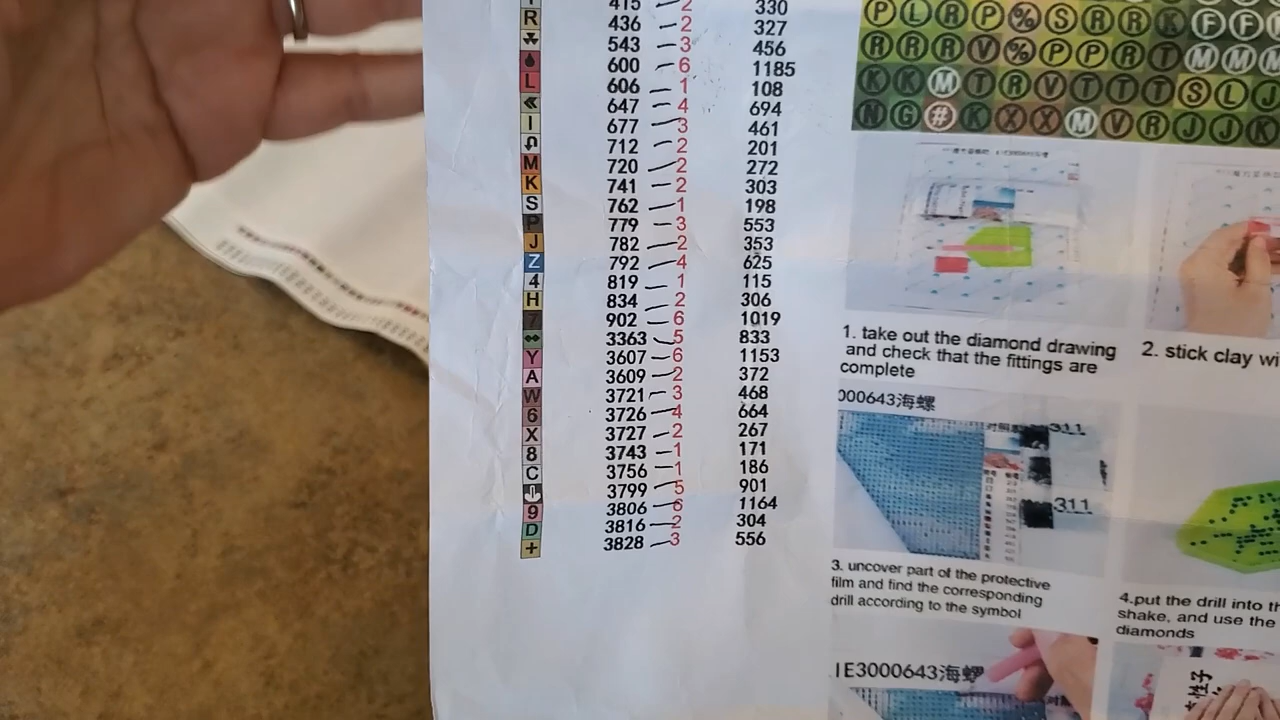 415 2 330
R 436 2 327
543 3 456
600 6 1185
L 606 1 108
647 4 694
I 677 3 461
712 2 201
M 720 2 272
K 741 2 303
S 762 1 198
P 779 3 553
J 782 2 353
Z 792 4 625
4 819 1 115
H 834 2 306
7 902 6 1019
3363 5 833
Y 3607 6 1153
A 3609 2 372
W 3721 3 468
6 3726 4 664
X 3727 2 267
8 3743 1 171
C 3756 1 186
3799 5 901
9 3806 6 1164
D 3816 2 304
+ 3828 3 556
P L R P % S R R K F F
R R R V % P P R T M M M
K K M T R V T T T S L J
N G # K X X M V R J J K
1. take out the diamond drawing
and check that the fittings are
complete
2. stick clay wi
000643海螺
311
311
3. uncover part of the protective
film and find the corresponding
drill according to the symbol
4.put the drill into th
shake, and use the
diamonds
IE3000643海螺